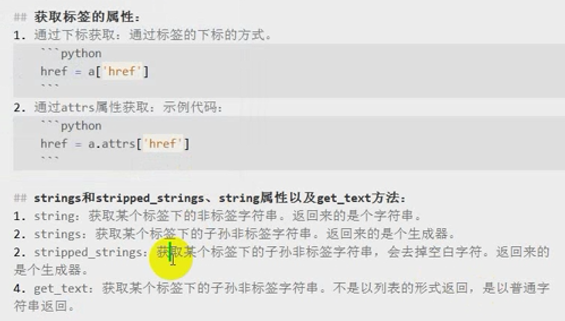 ## 获取标签的属性：
1. 通过下标获取：通过标签的下标的方式。
```python
href = a['href']
```
2. 通过attrs属性获取：示例代码：
```python
href = a.attrs['href']
```
## strings和stripped_strings、string属性以及get_text方法：
1. string：获取某个标签下的非标签字符串。返回来的是个字符串。
2. strings：获取某个标签下的子孙非标签字符串。返回来的是个生成器。
2. stripped_strings：获取某个标签下的子孙非标签字符串，会去掉空白字符。返回来的
是个生成器。
4. get_text：获取某个标签下的子孙非标签字符串。不是以列表的形式返回，是以普通字
符串返回。